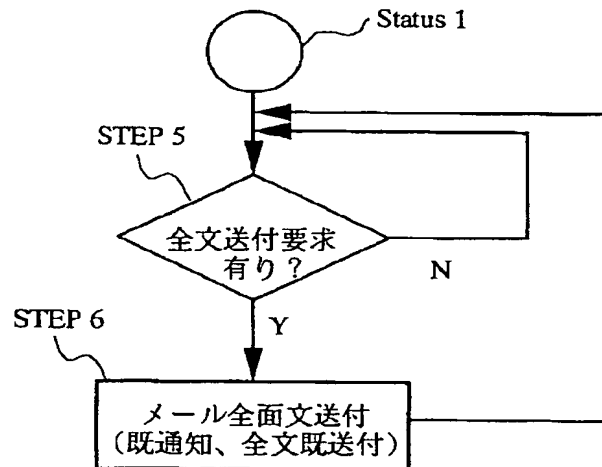 Status 1
STEP 5
全文送付要求
有り？
N
Y
STEP 6
メール全面文送付
（既通知、全文既送付）